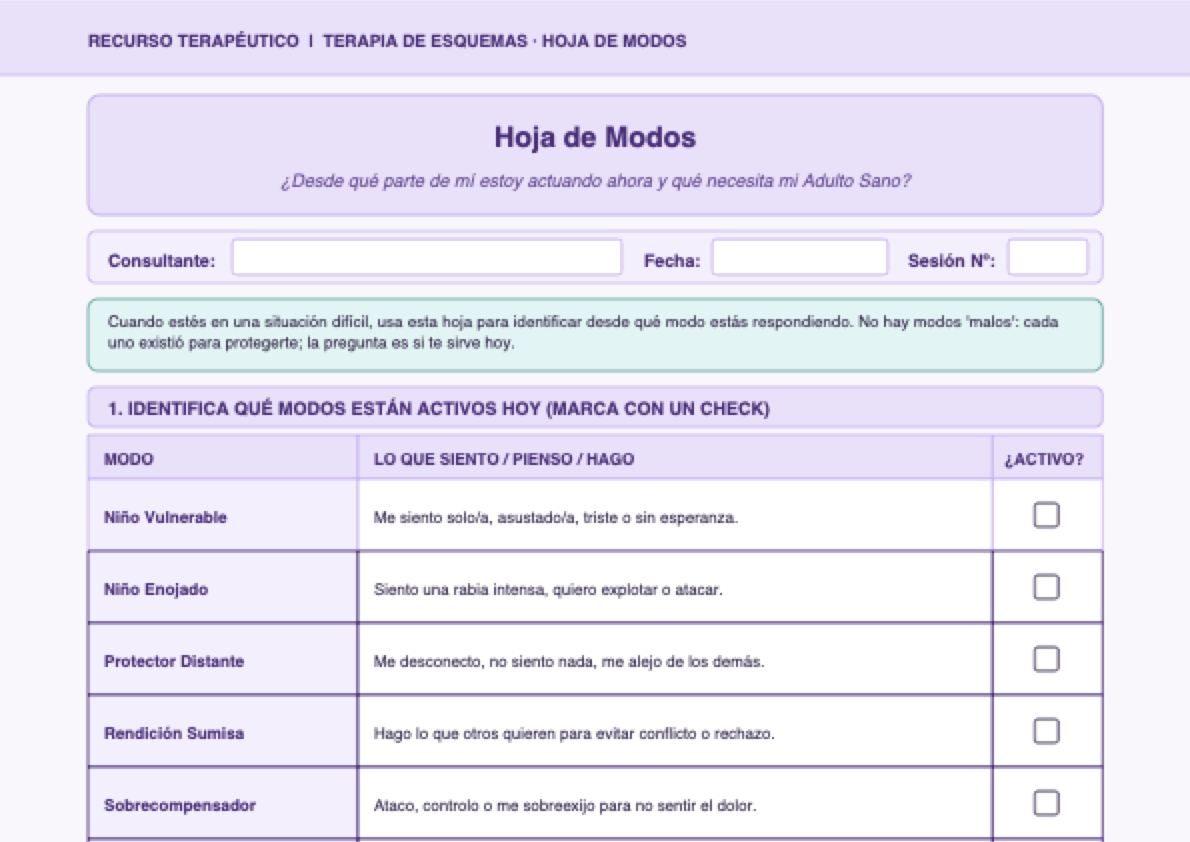 RECURSO TERAPÉUTICO | TERAPIA DE ESQUEMAS · HOJA DE MODOS
Hoja de Modos
¿Desde qué parte de mí estoy actuando ahora y qué necesita mi Adulto Sano?
Consultante: Fecha: Sesión Nº:
Cuando estés en una situación difícil, usa esta hoja para identificar desde qué modo estás respondiendo. No hay modos 'malos': cada
uno existió para protegerte; la pregunta es si te sirve hoy.
1. IDENTIFICA QUÉ MODOS ESTÁN ACTIVOS HOY (MARCA CON UN CHECK)
MODO LO QUE SIENTO / PIENSO / HAGO ¿ACTIVO?
Niño Vulnerable Me siento solo/a, asustado/a, triste o sin esperanza.
Niño Enojado Siento una rabia intensa, quiero explotar o atacar.
Protector Distante Me desconecto, no siento nada, me alejo de los demás.
Rendición Sumisa Hago lo que otros quieren para evitar conflicto o rechazo.
Sobrecompensador Ataco, controlo o me sobreexijo para no sentir el dolor.